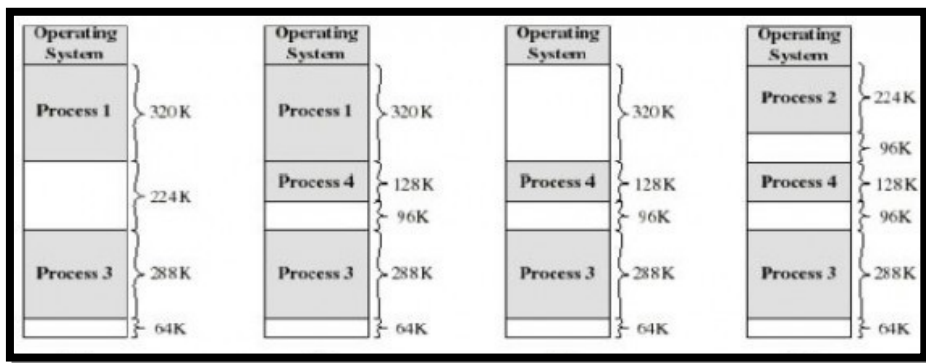 Operating
System
Process 1
320K
224K
Process 3
288K
64K
Operating
System
Process 1
320K
Process 4
128K
96K
Process 3
288K
64K
Operating
System
320K
Process 4
128K
96K
Process 3
288K
64K
Operating
System
Process 2
224K
96K
Process 4
128K
96K
Process 3
288K
64K